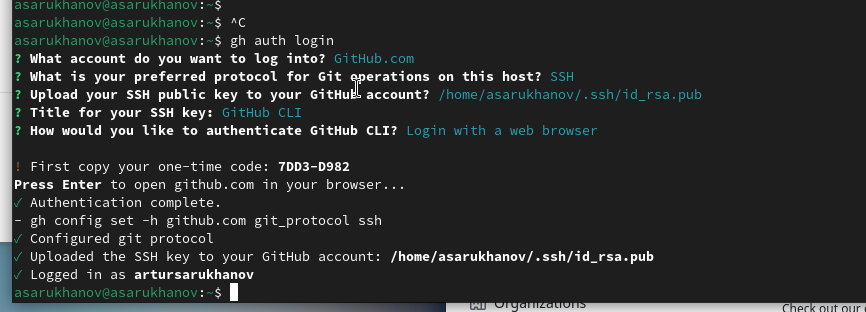 asarukhanov@asarukhanov:~$
asarukhanov@asarukhanov:~$ ^C
asarukhanov@asarukhanov:~$ gh auth login
? What account do you want to log into? GitHub.com
? What is your preferred protocol for Git operations on this host? SSH
? Upload your SSH public key to your GitHub account? /home/asarukhanov/.ssh/id_rsa.pub
? Title for your SSH key: GitHub CLI
? How would you like to authenticate GitHub CLI? Login with a web browser
! First copy your one-time code: 7DD3-D982
Press Enter to open github.com in your browser...
✓ Authentication complete.
- gh config set -h github.com git_protocol ssh
✓ Configured git protocol
✓ Uploaded the SSH key to your GitHub account: /home/asarukhanov/.ssh/id_rsa.pub
✓ Logged in as artursarukhanov
asarukhanov@asarukhanov:~$
Organizations
Check out our